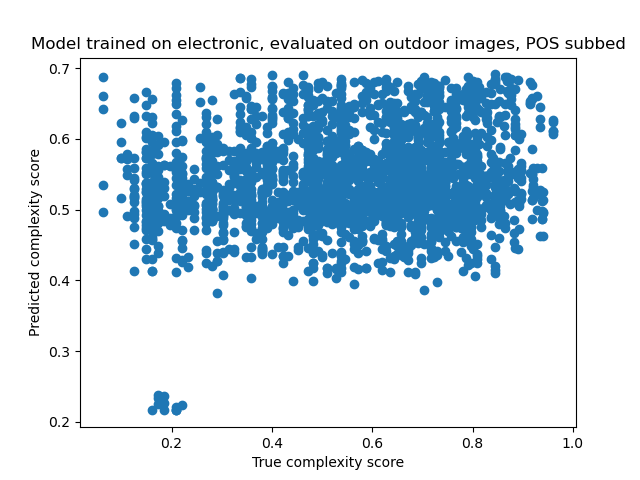 Model trained on electronic, evaluated on outdoor images, POS subbed
0.7
0.6
0.5
0.4
0.3
0.2
Predicted complexity score
0.2 0.4 0.6 0.8 1.0
True complexity score